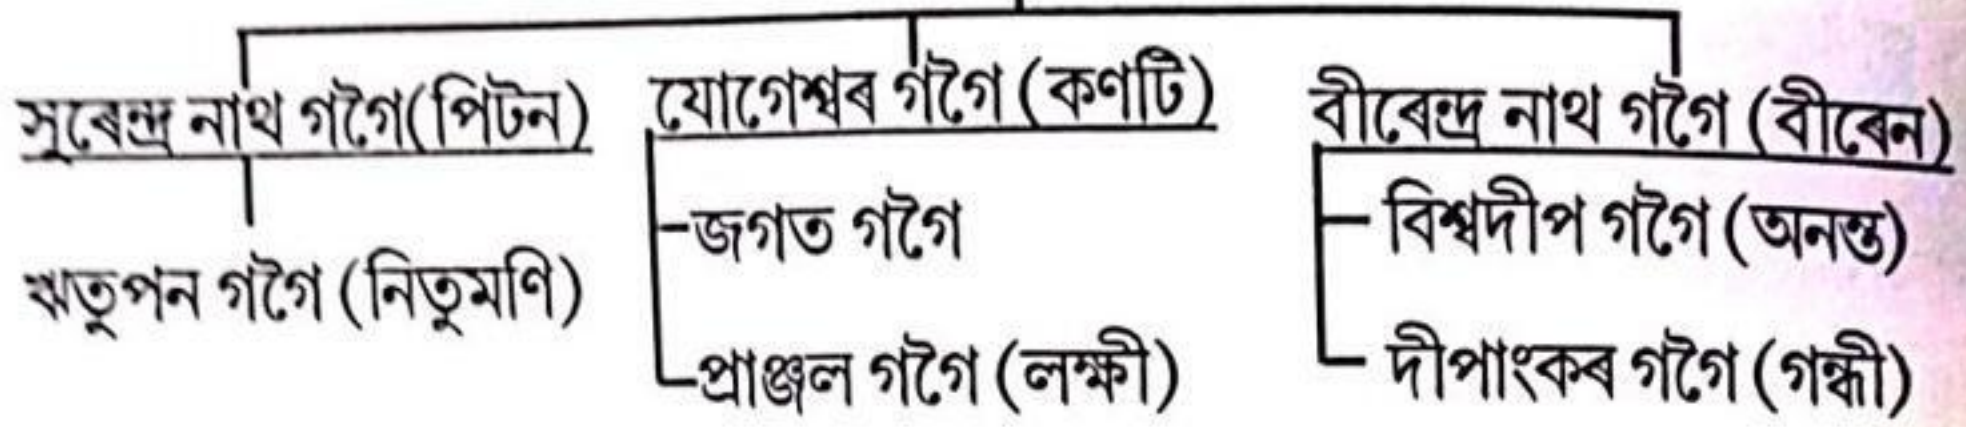 সুৰেন্দ্ৰ নাথ গগৈ(পিটন)
ঋতুপন গগৈ (নিতুমণি)
যোগেশ্বৰ গগৈ (কণটি)
জগত গগৈ
প্ৰাঞ্জল গগৈ (লক্ষী)
বীৰেন্দ্ৰ নাথ গগৈ (বীৰেন)
বিশ্বদীপ গগৈ (অনন্ত)
দীপাংকৰ গগৈ (গন্ধী)